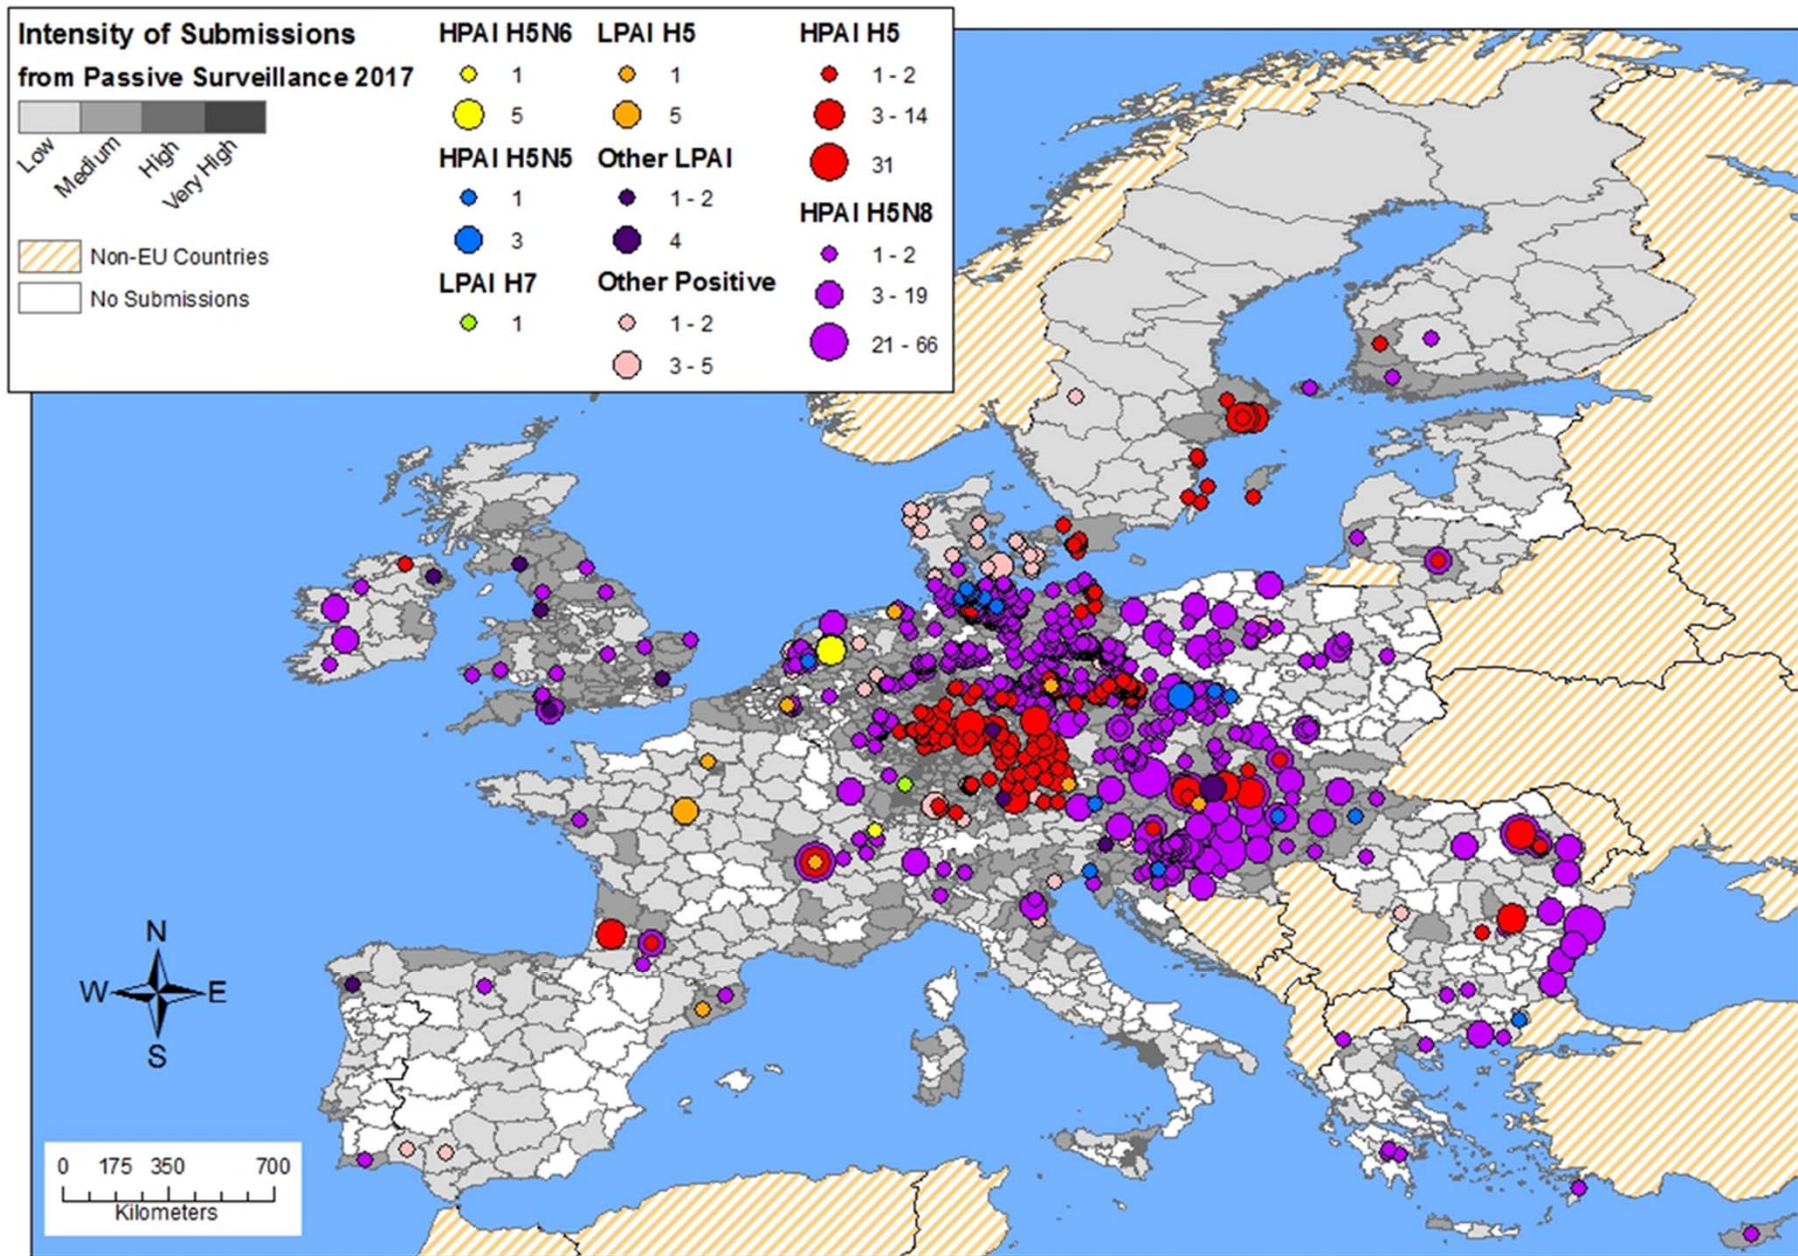 Intensity of Submissions
from Passive Surveillance 2017
Low
Medium
High
Very High
Non-EU Countries
No Submissions
HPAI H5N6
1
5
HPAI H5N5
1
3
LPAI H7
1
LPAI H5
1
5
Other LPAI
1 - 2
4
Other Positive
1 - 2
3 - 5
HPAI H5
1 - 2
3 - 14
31
HPAI H5N8
1 - 2
3 - 19
21 - 66
N
W E
S
0 175 350 700
Kilometers